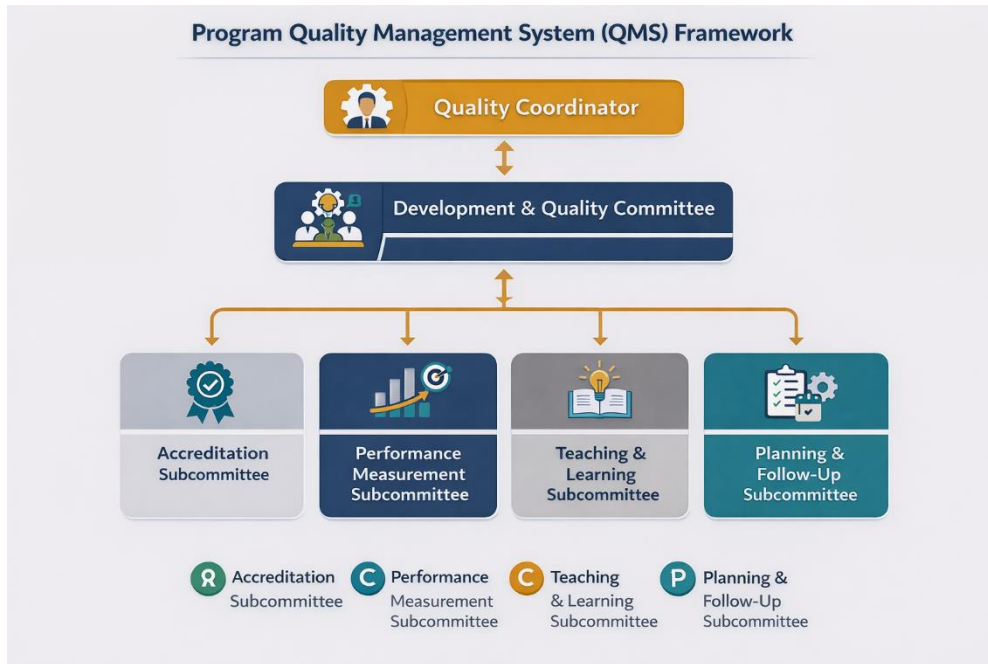 Program Quality Management System (QMS) Framework
Quality Coordinator
Development & Quality Committee
Accreditation
Subcommittee
Performance
Measurement
Subcommittee
Teaching &
Learning
Subcommittee
Planning &
Follow-Up
Subcommittee
Accreditation
Subcommittee
C
Performance
Measurement
Subcommittee
C
Teaching
& Learning
Subcommittee
P
Planning &
Follow-Up
Subcommittee